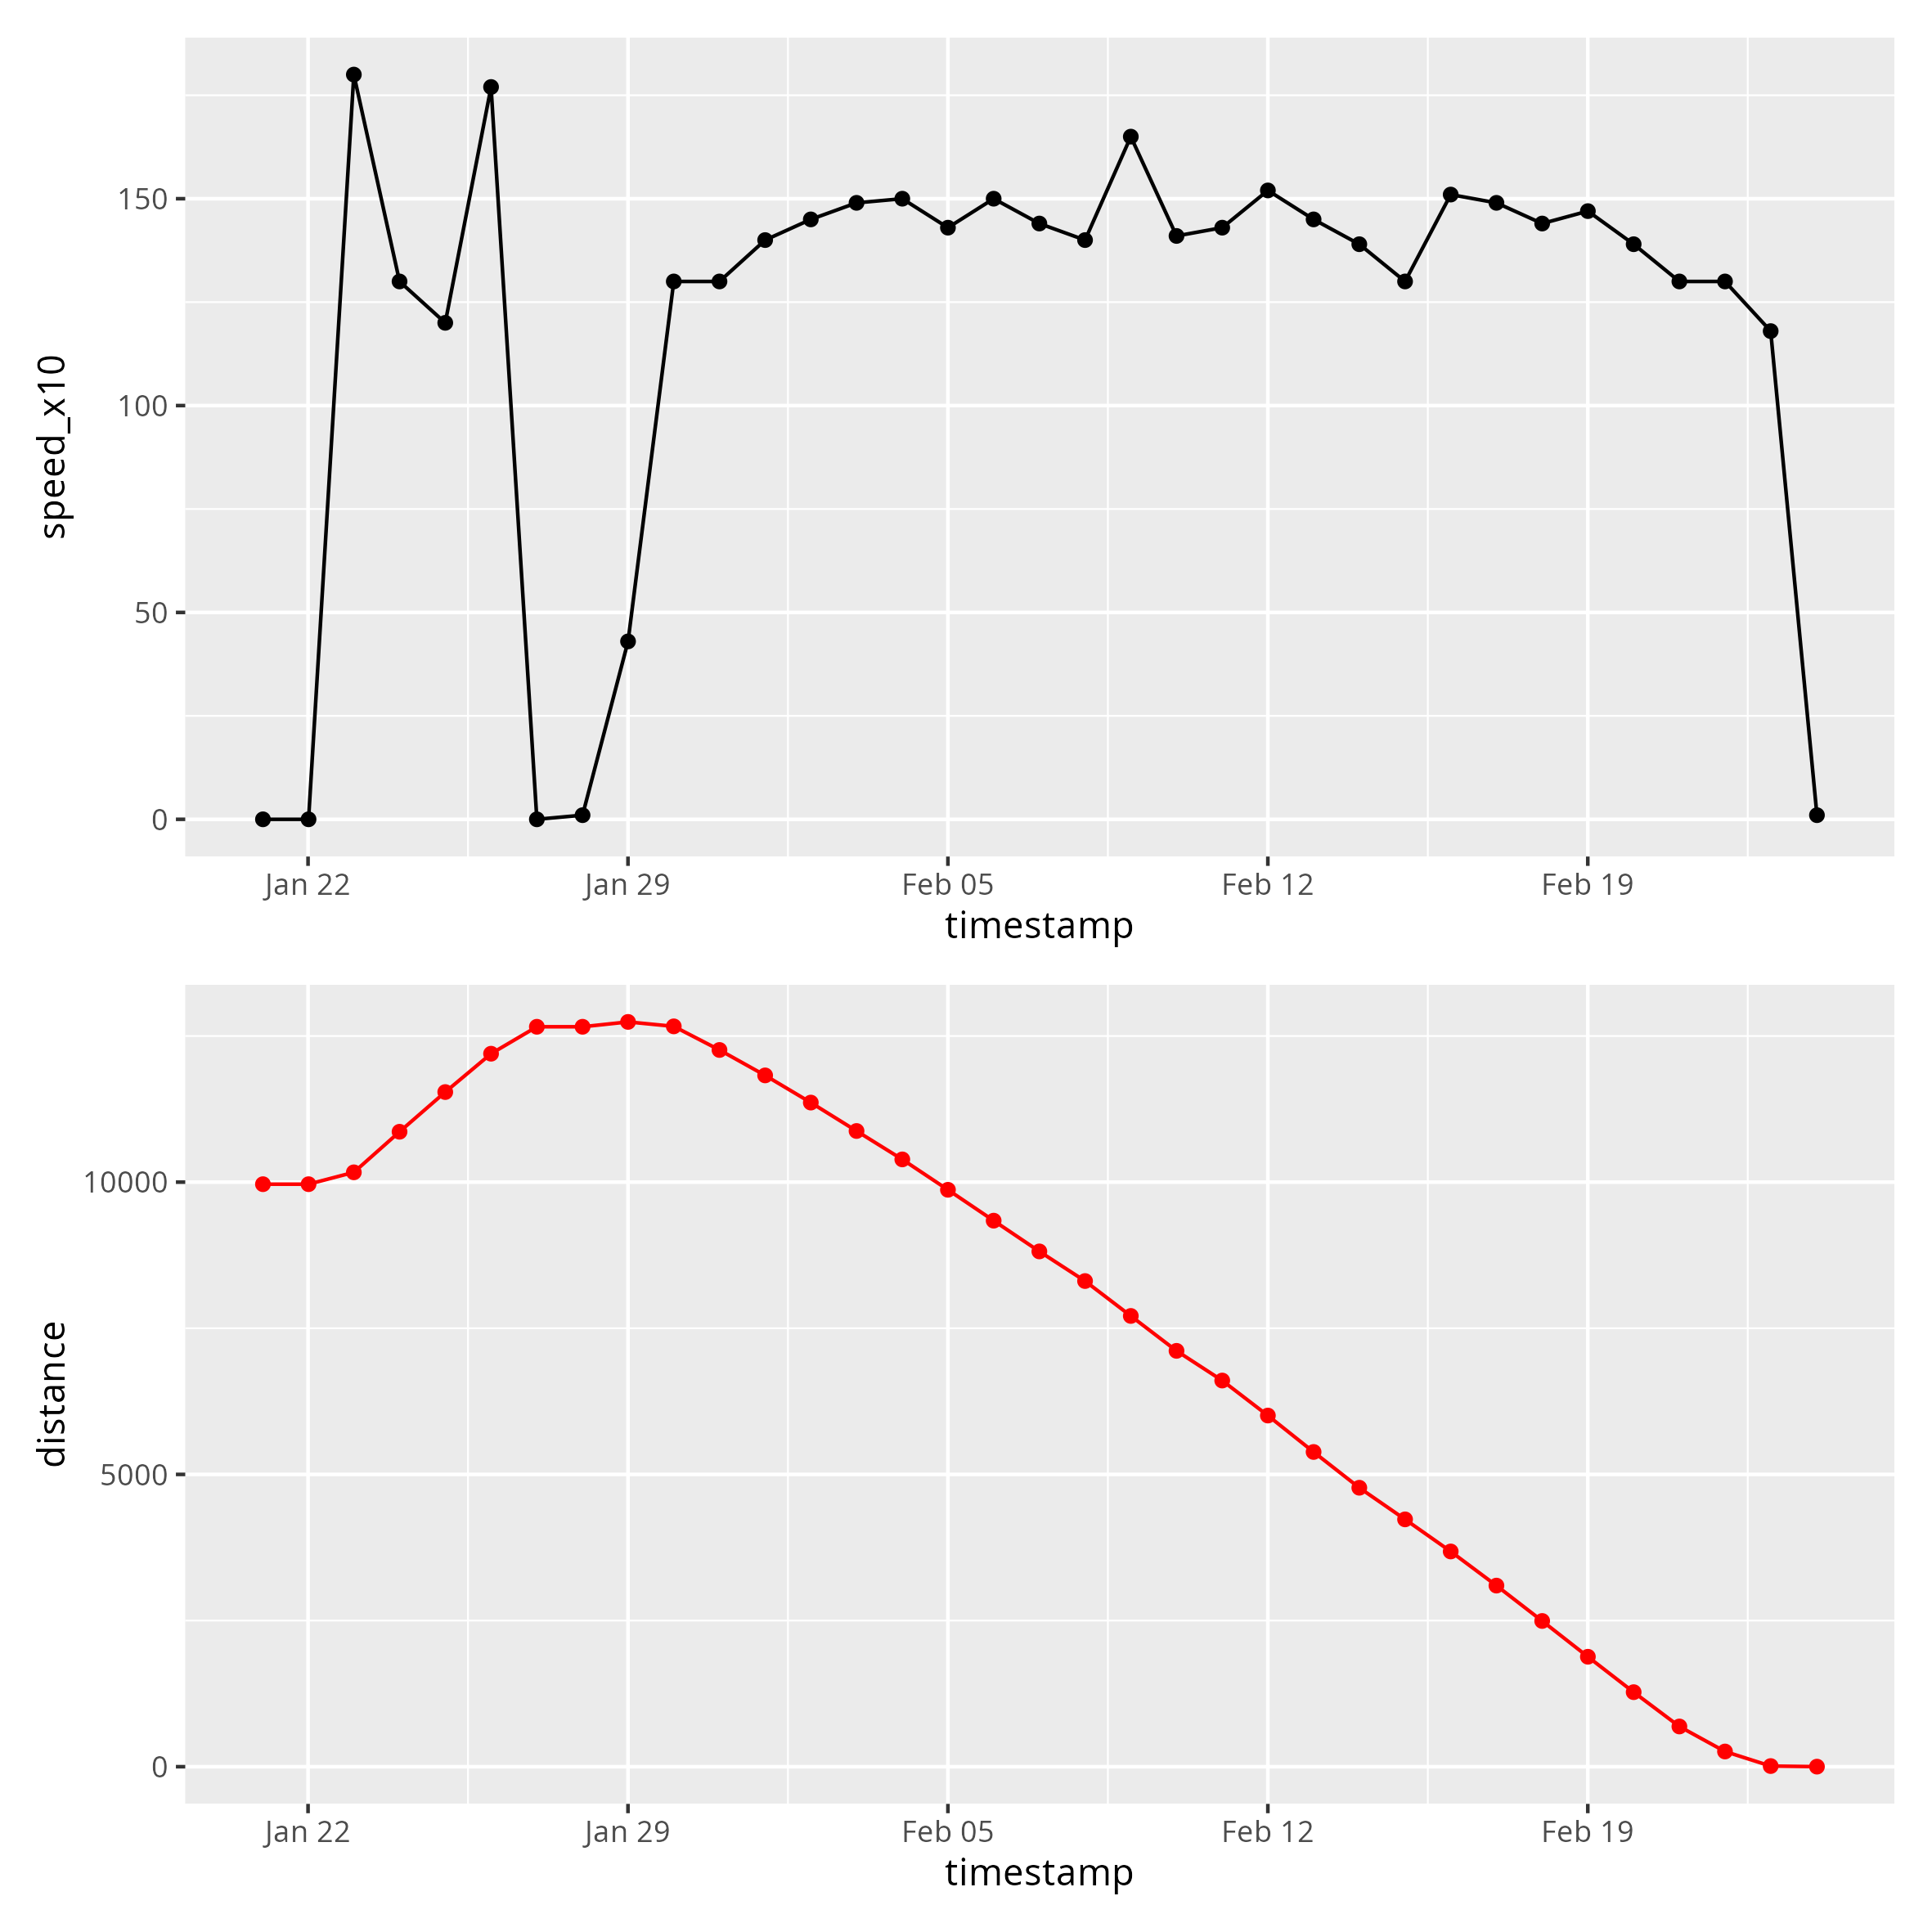 speed_x10
150
100
50
0
Jan 22 Jan 29 Feb 05 Feb 12 Feb 19
timestamp
distance
10000
5000
0
Jan 22 Jan 29 Feb 05 Feb 12 Feb 19
timestamp